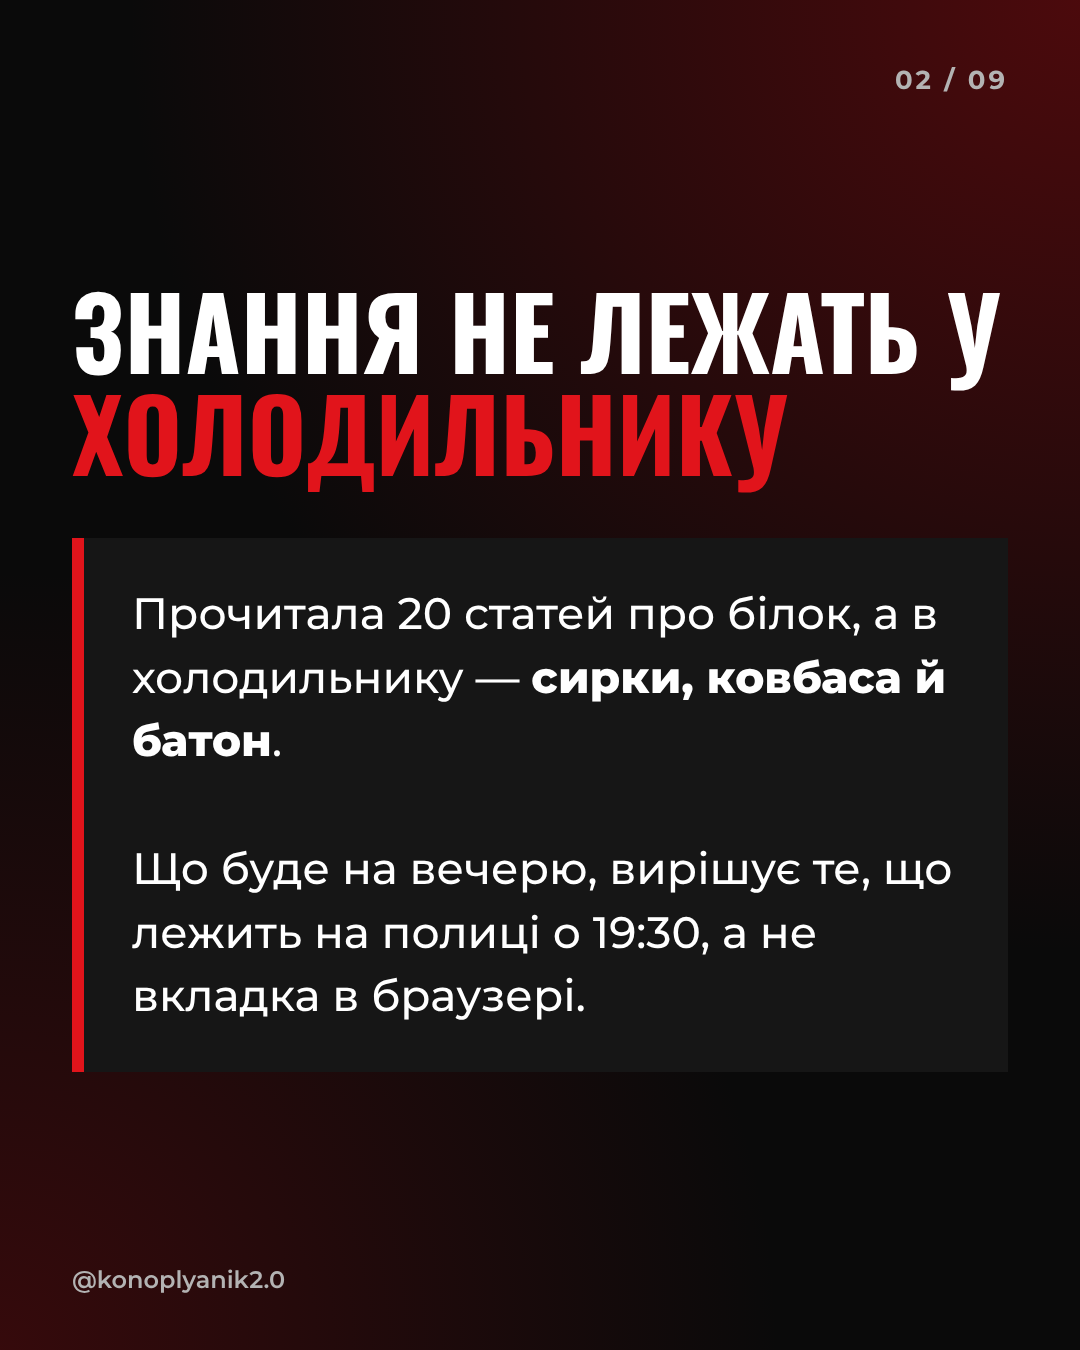 02 / 09
ЗНАННЯ НЕ ЛЕЖАТЬ У
ХОЛОДИЛЬНИКУ
Прочитала 20 статей про білок, а в
холодильнику — сирки, ковбаса й
батон.
Що буде на вечерю, вирішує те, що
лежить на полиці о 19:30, а не
вкладка в браузері.
@konoplyanik2.0